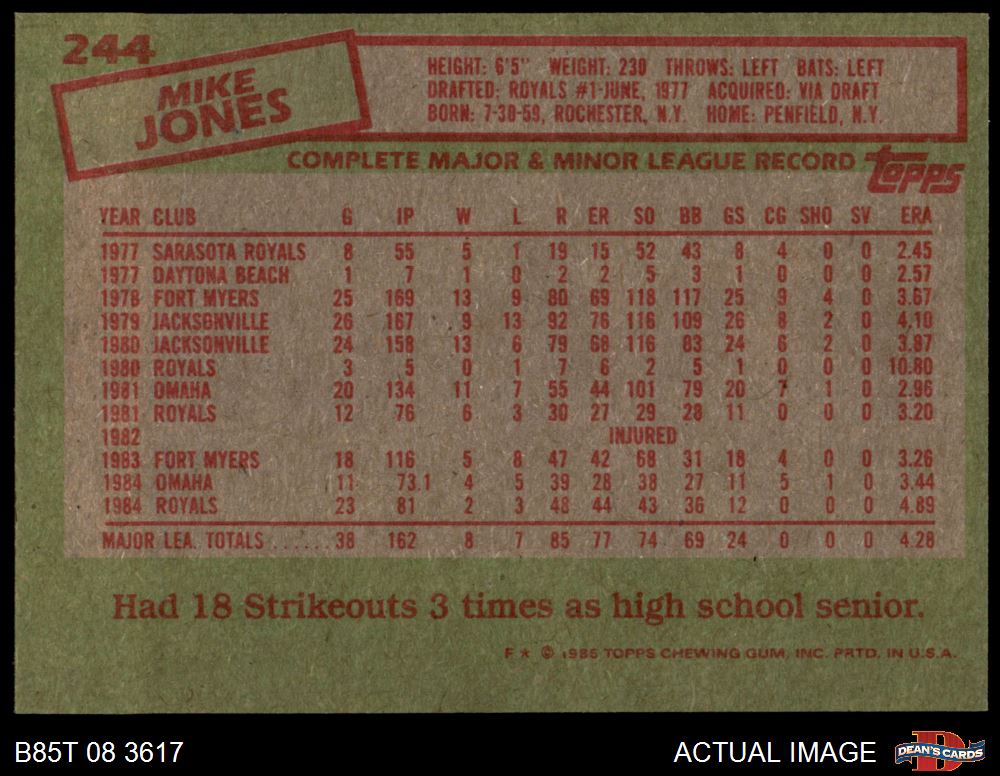 244
MIKE
JONES
HEIGHT: 6'5" WEIGHT: 230 THROWS: LEFT BATS: LEFT
DRAFTED: ROYALS #1-JUNE, 1977 ACQUIRED: VIA DRAFT
BORN: 7-30-59, ROCHESTER, N.Y. HOME: PENFIELD, N.Y.
COMPLETE MAJOR & MINOR LEAGUE RECORD topps
YEAR CLUB G IP W L R ER SO BB GS CG SHO SV ERA
1977 SARASOTA ROYALS 8 55 5 1 19 15 52 43 8 4 0 0 2.45
1977 DAYTONA BEACH 1 7 1 0 2 2 5 3 1 0 0 0 2.57
1978 FORT MYERS 25 169 13 9 80 69 118 117 25 9 4 0 3.67
1979 JACKSONVILLE 26 167 9 13 92 76 116 109 26 8 2 0 4.10
1980 JACKSONVILLE 24 158 13 6 79 68 116 83 24 6 2 0 3.87
1980 ROYALS 3 5 0 1 7 6 2 5 1 0 0 0 10.80
1981 OMAHA 20 134 11 7 55 44 101 79 20 7 1 0 2.96
1981 ROYALS 12 76 6 3 30 27 29 28 11 0 0 0 3.20
1982 INJURED
1983 FORT MYERS 18 116 5 8 47 42 68 31 18 4 0 0 3.26
1984 OMAHA 11 73.1 4 5 39 28 38 27 11 5 1 0 3.44
1984 ROYALS 23 81 2 3 48 44 43 36 12 0 0 0 4.89
MAJOR LEA. TOTALS ......38 162 8 7 85 77 74 69 24 0 0 0 4.28
Had 18 Strikeouts 3 times as high school senior.
F * © 1985 TOPPS CHEWING GUM, INC. PRTD. IN U.S.A.
B85T 08 3617 ACTUAL IMAGE DEAN'S CARDS